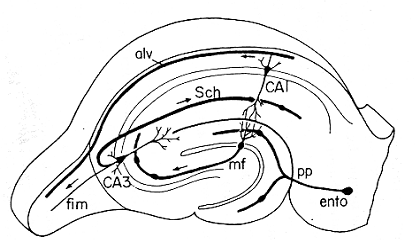 alv
Sch
CA1
CA3
mf
pp
fim
ento